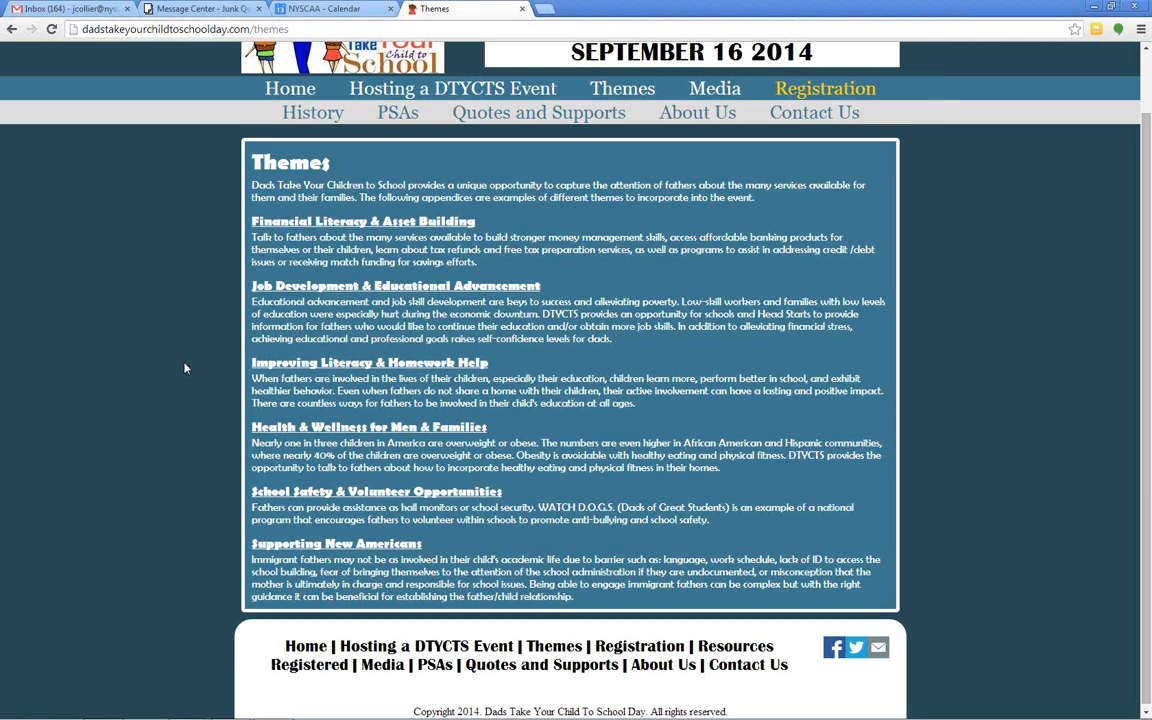 Inbox (164) - jcollier@nys
Message Center - Junk Q
NYSCAA - Calendar
Themes
dadstakeyourchildtoschoolday.com/themes
Take Your
Child to
School
SEPTEMBER 16 2014
Home Hosting a DTYCTS Event Themes Media Registration
History PSAs Quotes and Supports About Us Contact Us
Themes
Dads Take Your Children to School provides a unique opportunity to capture the attention of fathers about the many services available for
them and their families. The following appendices are examples of different themes to incorporate into the event.
Financial Literacy & Asset Building
Talk to fathers about the many services available to build stronger money management skills, access affordable banking products for
themselves or their children, learn about tax refunds and free tax preparation services, as well as programs to assist in addressing credit /debt
issues or receiving match funding for savings efforts.
Job Development & Educational Advancement
Educational advancement and job skill development are keys to success and alleviating poverty. Low-skill workers and families with low levels
of education were especially hurt during the economic downturn. DTYCTS provides an opportunity for schools and Head Starts to provide
information for fathers who would like to continue their education and/or obtain more job skills. In addition to alleviating financial stress,
achieving educational and professional goals raises self-confidence levels for dads.
Improving Literacy & Homework Help
When fathers are involved in the lives of their children, especially their education, children learn more, perform better in school, and exhibit
healthier behavior. Even when fathers do not share a home with their children, their active involvement can have a lasting and positive impact.
There are countless ways for fathers to be involved in their child's education at all ages.
Health & Wellness for Men & Families
Nearly one in three children in America are overweight or obese. The numbers are even higher in African American and Hispanic communities,
where nearly 40% of the children are overweight or obese. Obesity is avoidable with healthy eating and physical fitness. DTYCTS provides the
opportunity to talk to fathers about how to incorporate healthy eating and physical fitness in their homes.
School Safety & Volunteer Opportunities
Fathers can provide assistance as hall monitors or school security. WATCH D.O.G.S. (Dads of Great Students) is an example of a national
program that encourages fathers to volunteer within schools to promote anti-bullying and school safety.
Supporting New Americans
Immigrant fathers may not be as involved in their child's academic life due to barrier such as: language, work schedule, lack of ID to access the
school building, fear of bringing themselves to the attention of the school administration if they are undocumented, or misconception that the
mother is ultimately in charge and responsible for school issues. Being able to engage immigrant fathers can be complex but with the right
guidance it can be beneficial for establishing the father/child relationship.
Home | Hosting a DTYCTS Event | Themes | Registration | Resources
Registered | Media | PSAs | Quotes and Supports | About Us | Contact Us
Copyright 2014. Dads Take Your Child To School Day. All rights reserved.